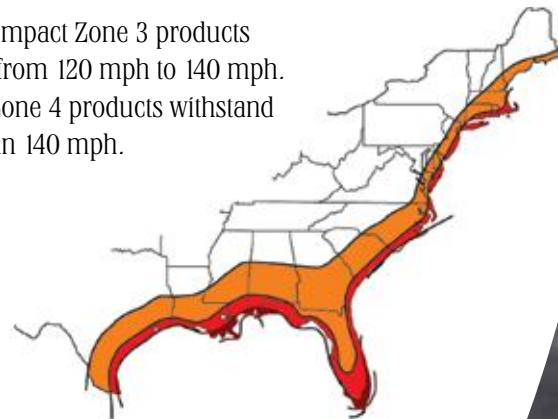 mpact Zone 3 products
from 120 mph to 140 mph.
one 4 products withstand
n 140 mph.